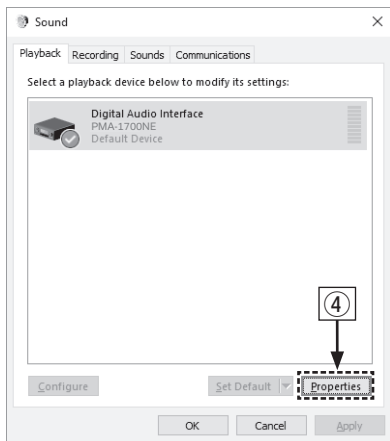 Sound
Playback Recording Sounds Communications
Select a playback device below to modify its settings:
Digital Audio Interface
PMA-1700NE
Default Device
④
Configure Set Default Properties
OK Cancel Apply